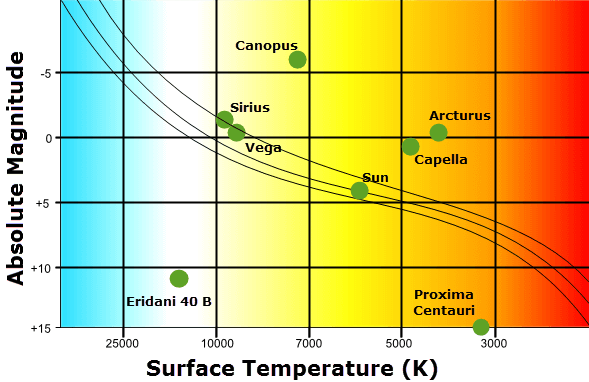 Canopus
-5
Sirius
Arcturus
0
Vega
Capella
Sun
+5
+10
Eridani 40 B
Proxima
Centauri
+15
25000 10000 7000 5000 3000
Surface Temperature (K)
Absolute Magnitude